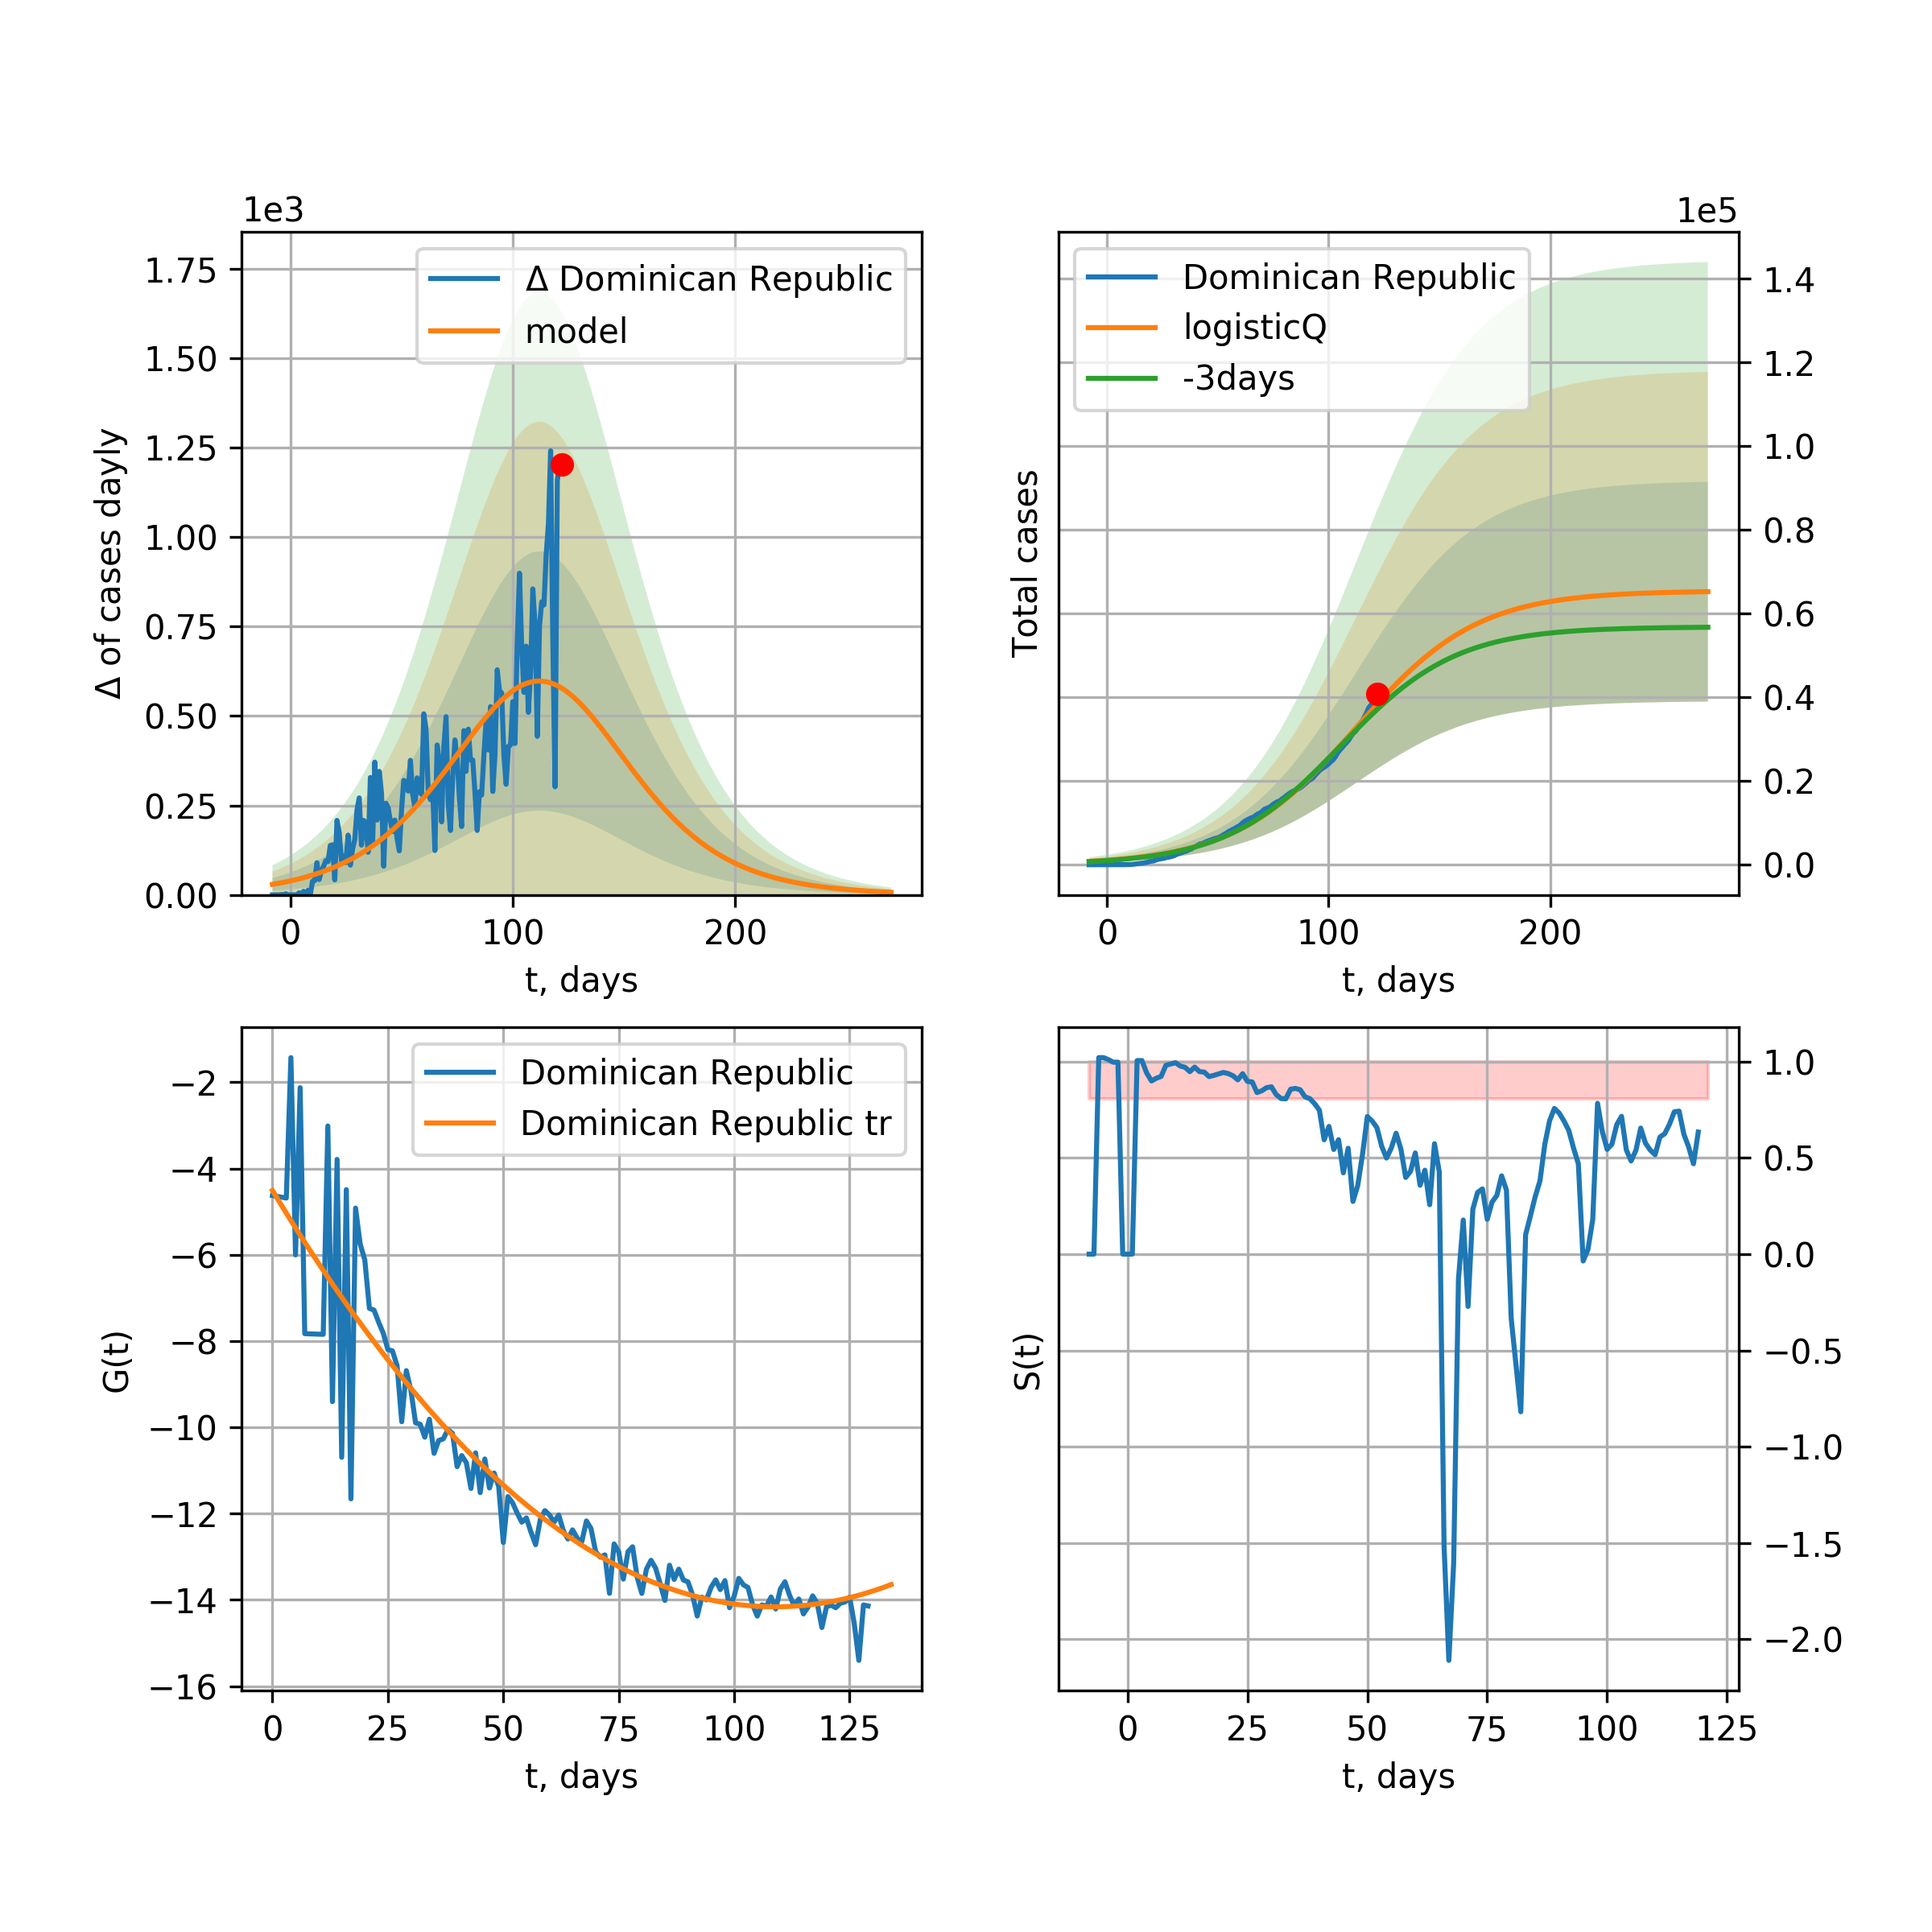 1e3
1.75
1.50
1.25
1.00
0.75
0.50
0.25
0.00
Δ of cases dayly
Δ Dominican Republic
model
0 100 200
t, days
1e5
Total cases
Dominican Republic
logisticQ
-3days
1.4
1.2
1.0
0.8
0.6
0.4
0.2
0.0
0 100 200
t, days
−2
−4
−6
−8
−10
−12
−14
−16
G(t)
Dominican Republic
Dominican Republic tr
0 25 50 75 100 125
t, days
S(t)
1.0
0.5
0.0
−0.5
−1.0
−1.5
−2.0
0 25 50 75 100 125
t, days